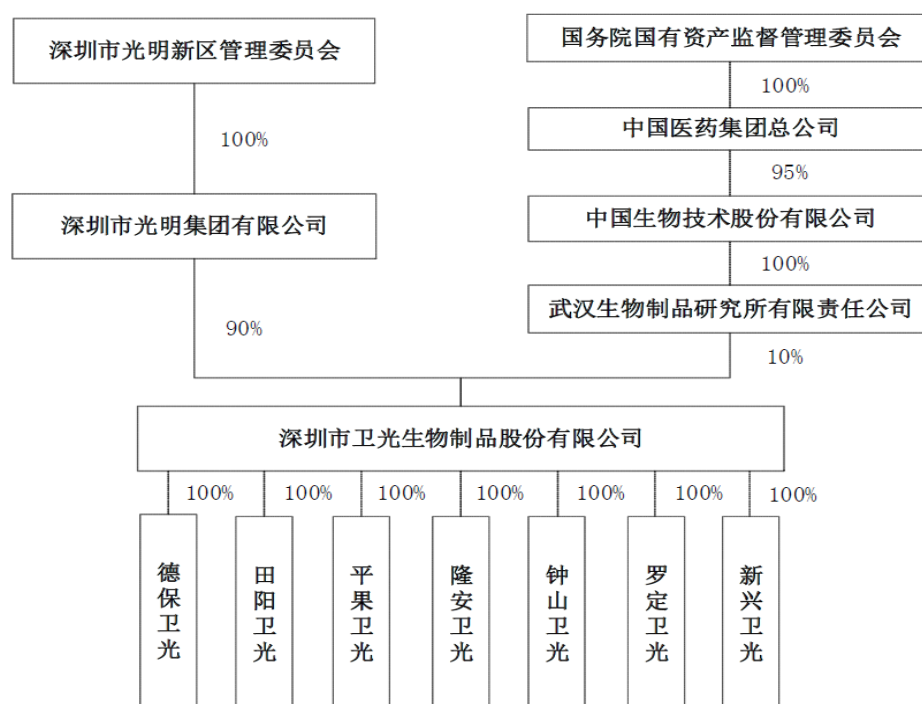 深圳市光明新区管理委员会
国务院国有资产监督管理委员会
100%
中国医药集团总公司
100%
95%
深圳市光明集团有限公司
中国生物技术股份有限公司
100%
武汉生物制品研究所有限责任公司
90%
10%
深圳市卫光生物制品股份有限公司
100% 100% 100% 100% 100% 100% 100%
德保卫光
田阳卫光
平果卫光
隆安卫光
钟山卫光
罗定卫光
新兴卫光